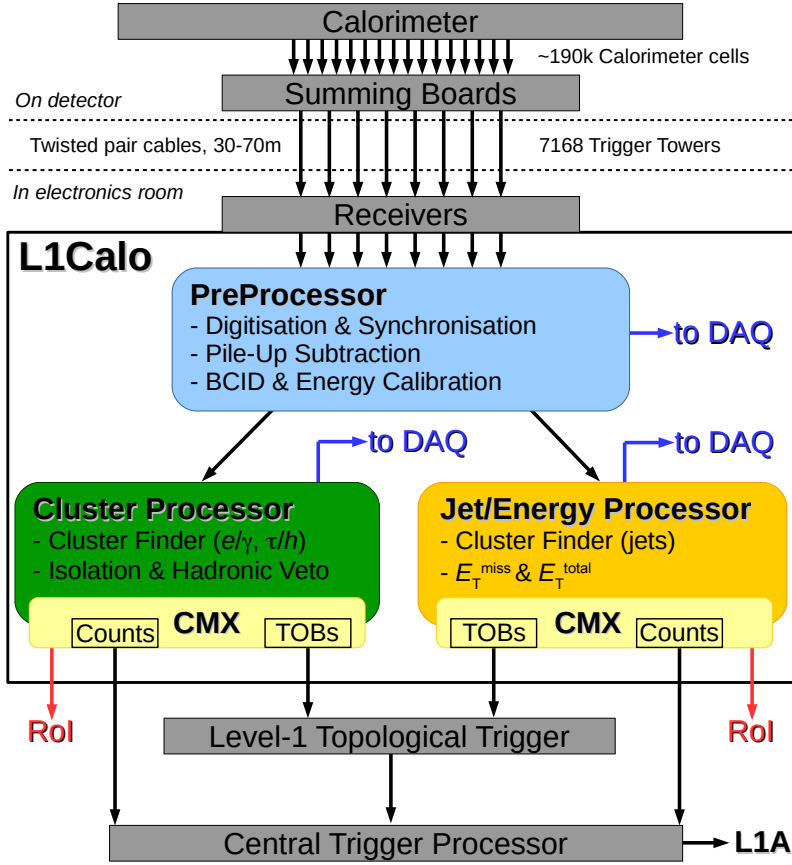 Calorimeter
~190k Calorimeter cells
Summing Boards
On detector
Twisted pair cables, 30-70m
7168 Trigger Towers
In electronics room
Receivers
L1Calo
PreProcessor
- Digitisation & Synchronisation
- Pile-Up Subtraction
- BCID & Energy Calibration
to DAQ
to DAQ
to DAQ
Cluster Processor
- Cluster Finder (e/γ, τ/h)
- Isolation & Hadronic Veto
Jet/Energy Processor
- Cluster Finder (jets)
- E_T^miss & E_T^total
Counts
CMX
TOBs
TOBs
CMX
Counts
RoI
RoI
Level-1 Topological Trigger
Central Trigger Processor
L1A